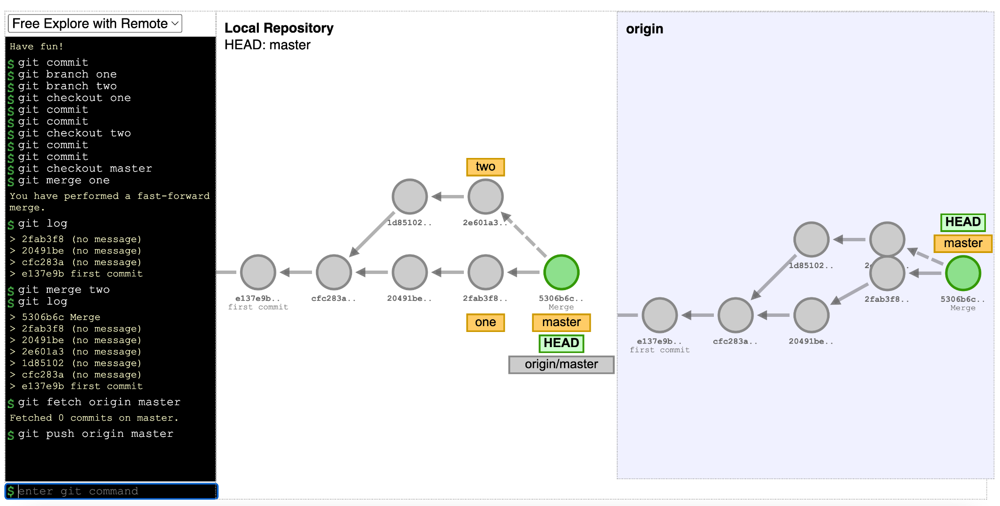 Free Explore with Remote
Have fun!
$ git commit
$ git branch one
$ git branch two
$ git checkout one
$ git commit
$ git commit
$ git checkout two
$ git commit
$ git commit
$ git checkout master
$ git merge one
You have performed a fast-forward
merge.
$ git log
> 2fab3f8 (no message)
> 20491be (no message)
> cfc283a (no message)
> e137e9b first commit
$ git merge two
$ git log
> 5306b6c Merge
> 2fab3f8 (no message)
> 20491be (no message)
> 2e601a3 (no message)
> 1d85102 (no message)
> cfc283a (no message)
> e137e9b first commit
$ git fetch origin master
Fetched 0 commits on master.
$ git push origin master
$ enter git command
Local Repository
HEAD: master
two
1d85102..
2e601a3..
e137e9b..
first commit
cfc283a..
20491be..
2fab3f8..
5306b6c..
Merge
one
master
HEAD
origin/master
origin
HEAD
master
1d85102..
2fab3f8..
5306b6c..
Merge
e137e9b..
first commit
cfc283a..
20491be..